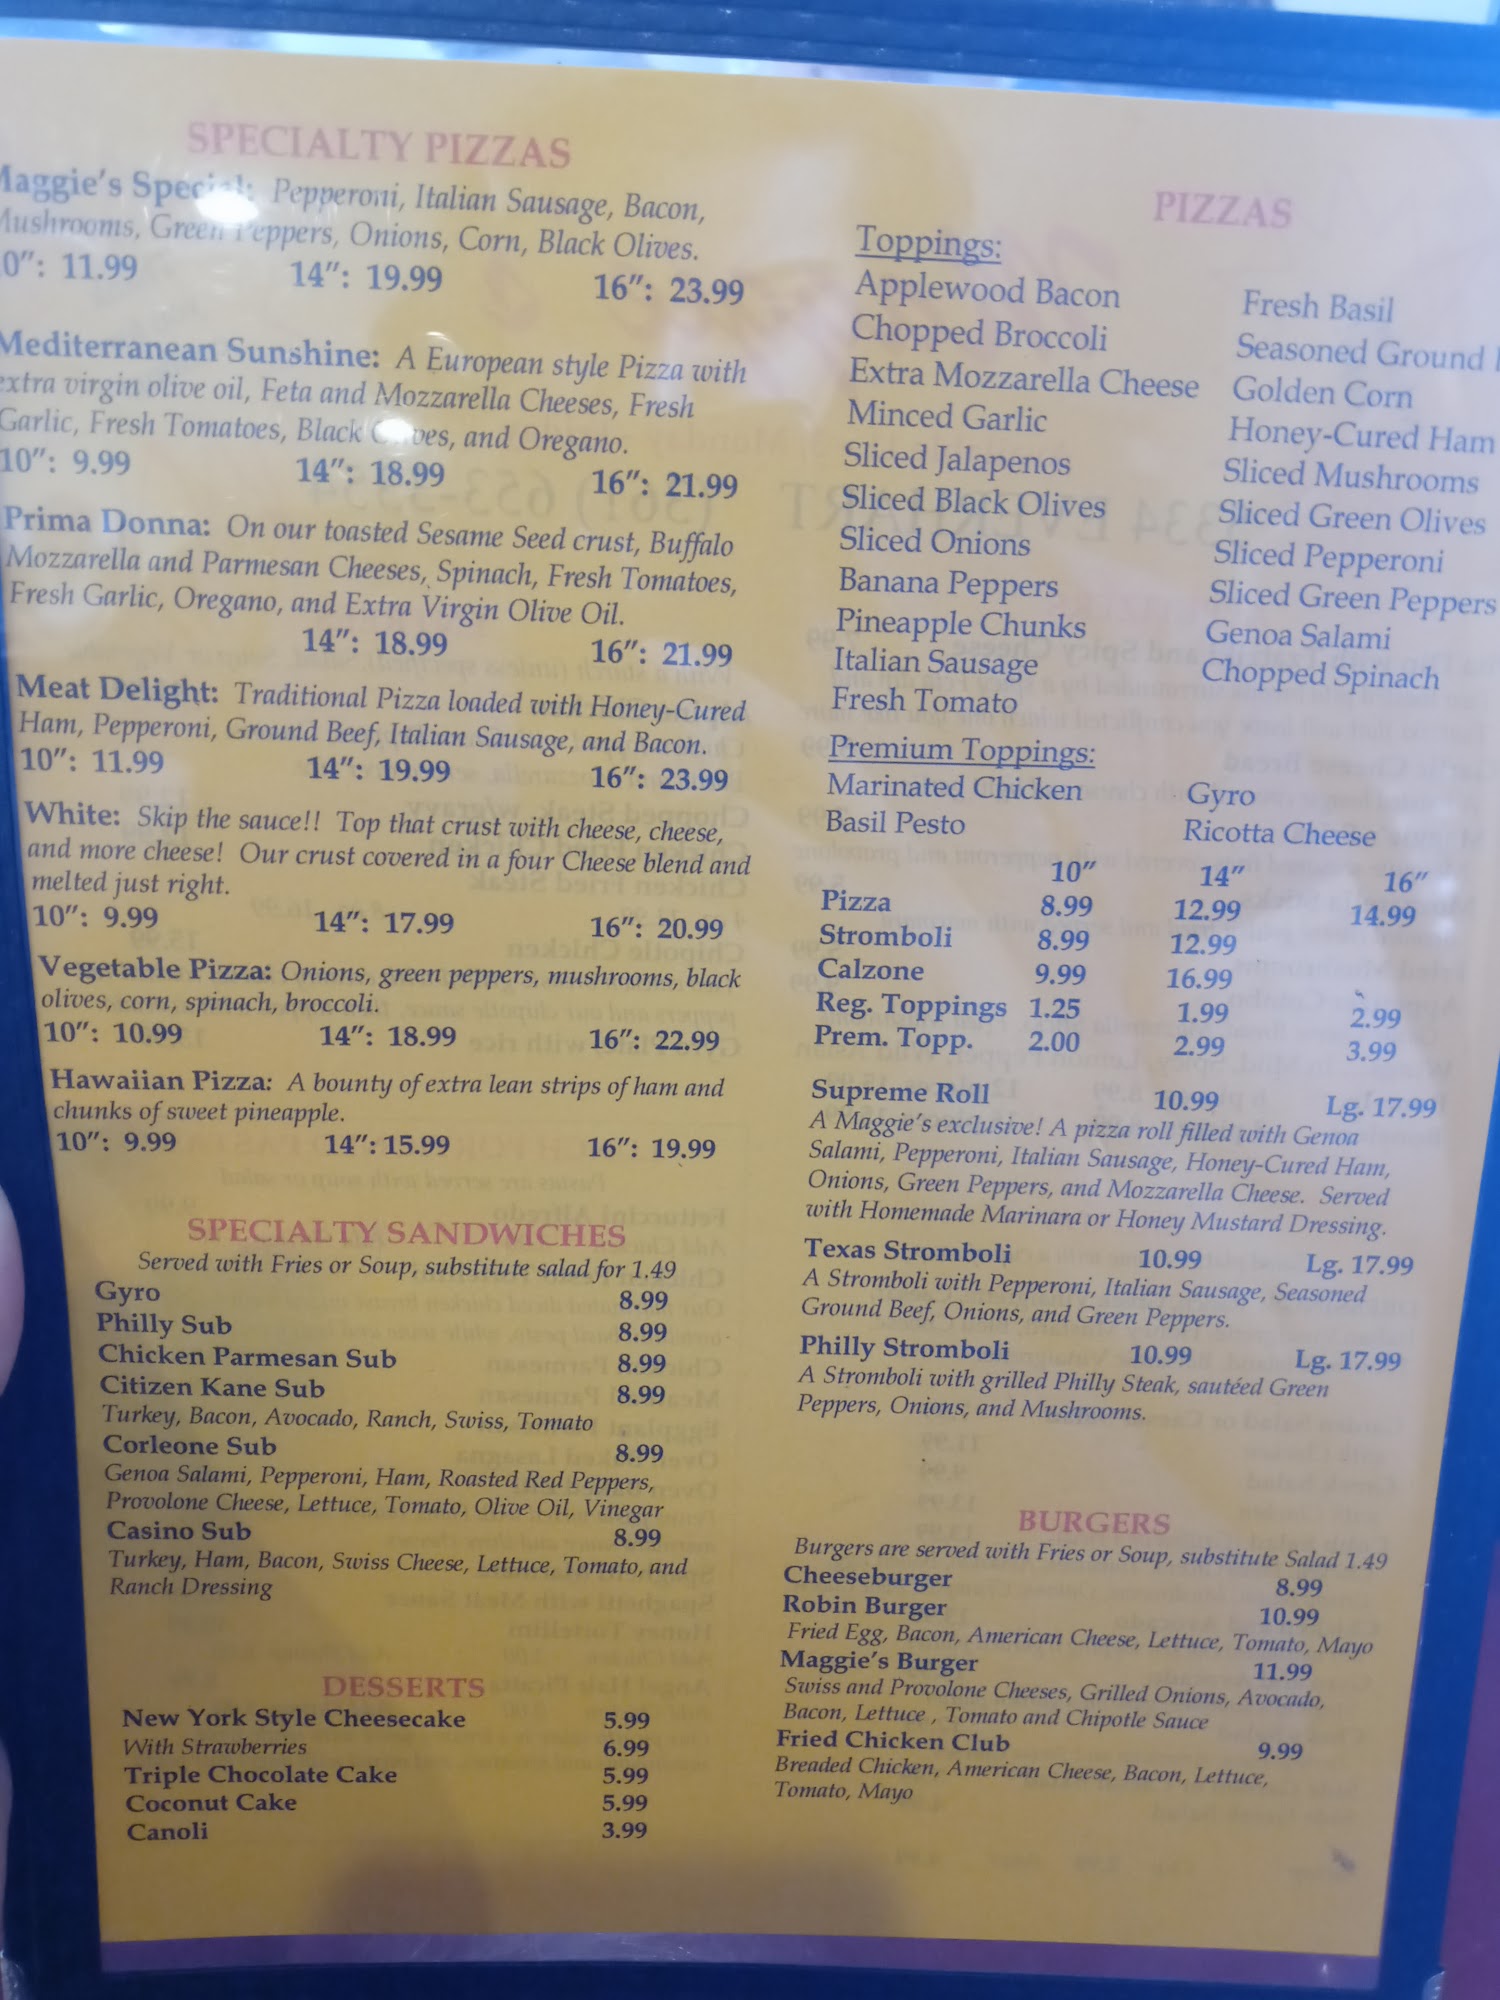 SPECIALTY PIZZAS
Maggie's Special: Pepperoni, Italian Sausage, Bacon,
Mushrooms, Green Peppers, Onions, Corn, Black Olives.
10": 11.99 14": 19.99 16": 23.99
Mediterranean Sunshine: A European style Pizza with
extra virgin olive oil, Feta and Mozzarella Cheeses, Fresh
Garlic, Fresh Tomatoes, Black Olives, and Oregano.
10": 9.99 14": 18.99 16": 21.99
Prima Donna: On our toasted Sesame Seed crust, Buffalo
Mozzarella and Parmesan Cheeses, Spinach, Fresh Tomatoes,
Fresh Garlic, Oregano, and Extra Virgin Olive Oil.
14": 18.99 16": 21.99
Meat Delight: Traditional Pizza loaded with Honey-Cured
Ham, Pepperoni, Ground Beef, Italian Sausage, and Bacon.
10": 11.99 14": 19.99 16": 23.99
White: Skip the sauce!! Top that crust with cheese, cheese,
and more cheese! Our crust covered in a four Cheese blend and
melted just right.
10": 9.99 14": 17.99 16": 20.99
Vegetable Pizza: Onions, green peppers, mushrooms, black
olives, corn, spinach, broccoli.
10": 10.99 14": 18.99 16": 22.99
Hawaiian Pizza: A bounty of extra lean strips of ham and
chunks of sweet pineapple.
10": 9.99 14": 15.99 16": 19.99
SPECIALTY SANDWICHES
Served with Fries or Soup, substitute salad for 1.49
Gyro 8.99
Philly Sub 8.99
Chicken Parmesan Sub 8.99
Citizen Kane Sub 8.99
Turkey, Bacon, Avocado, Ranch, Swiss, Tomato
Corleone Sub 8.99
Genoa Salami, Pepperoni, Ham, Roasted Red Peppers,
Provolone Cheese, Lettuce, Tomato, Olive Oil, Vinegar
Casino Sub 8.99
Turkey, Ham, Bacon, Swiss Cheese, Lettuce, Tomato, and
Ranch Dressing
DESSERTS
New York Style Cheesecake 5.99
With Strawberries 6.99
Triple Chocolate Cake 5.99
Coconut Cake 5.99
Canoli 3.99
PIZZAS
Toppings:
Applewood Bacon Fresh Basil
Chopped Broccoli Seasoned Ground
Extra Mozzarella Cheese Golden Corn
Minced Garlic Honey-Cured Ham
Sliced Jalapenos Sliced Mushrooms
Sliced Black Olives Sliced Green Olives
Sliced Onions Sliced Pepperoni
Banana Peppers Sliced Green Peppers
Pineapple Chunks Genoa Salami
Italian Sausage Chopped Spinach
Fresh Tomato
Premium Toppings:
Marinated Chicken Gyro
Basil Pesto Ricotta Cheese
10" 14" 16"
Pizza 8.99 12.99 14.99
Stromboli 8.99 12.99
Calzone 9.99 16.99
Reg. Toppings 1.25 1.99 2.99
Prem. Topp. 2.00 2.99 3.99
Supreme Roll 10.99 Lg. 17.99
A Maggie's exclusive! A pizza roll filled with Genoa
Salami, Pepperoni, Italian Sausage, Honey-Cured Ham,
Onions, Green Peppers, and Mozzarella Cheese. Served
with Homemade Marinara or Honey Mustard Dressing.
Texas Stromboli 10.99 Lg. 17.99
A Stromboli with Pepperoni, Italian Sausage, Seasoned
Ground Beef, Onions, and Green Peppers.
Philly Stromboli 10.99 Lg. 17.99
A Stromboli with grilled Philly Steak, sautéed Green
Peppers, Onions, and Mushrooms.
BURGERS
Burgers are served with Fries or Soup, substitute Salad 1.49
Cheeseburger 8.99
Robin Burger 10.99
Fried Egg, Bacon, American Cheese, Lettuce, Tomato, Mayo
Maggie's Burger 11.99
Swiss and Provolone Cheeses, Grilled Onions, Avocado,
Bacon, Lettuce , Tomato and Chipotle Sauce
Fried Chicken Club 9.99
Breaded Chicken, American Cheese, Bacon, Lettuce,
Tomato, Mayo